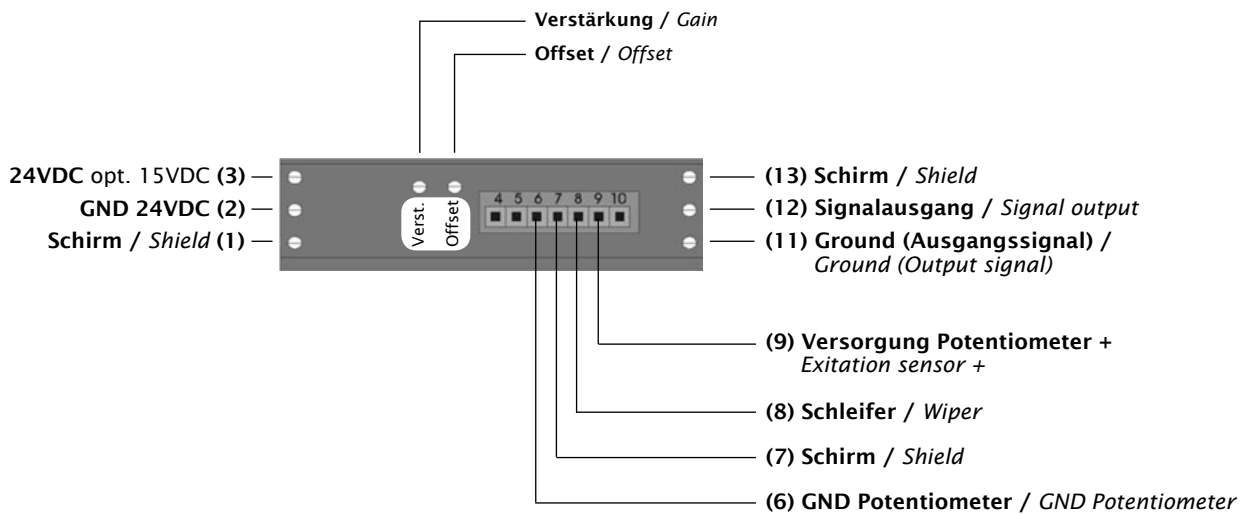 Verstärkung / Gain
Offset / Offset
24VDC opt. 15VDC (3)
GND 24VDC (2)
Schirm / Shield (1)
Verst.
Offset
4 5 6 7 8 9 10
(13) Schirm / Shield
(12) Signalausgang / Signal output
(11) Ground (Ausgangssignal) /
Ground (Output signal)
(9) Versorgung Potentiometer +
Exitation sensor +
(8) Schleifer / Wiper
(7) Schirm / Shield
(6) GND Potentiometer / GND Potentiometer